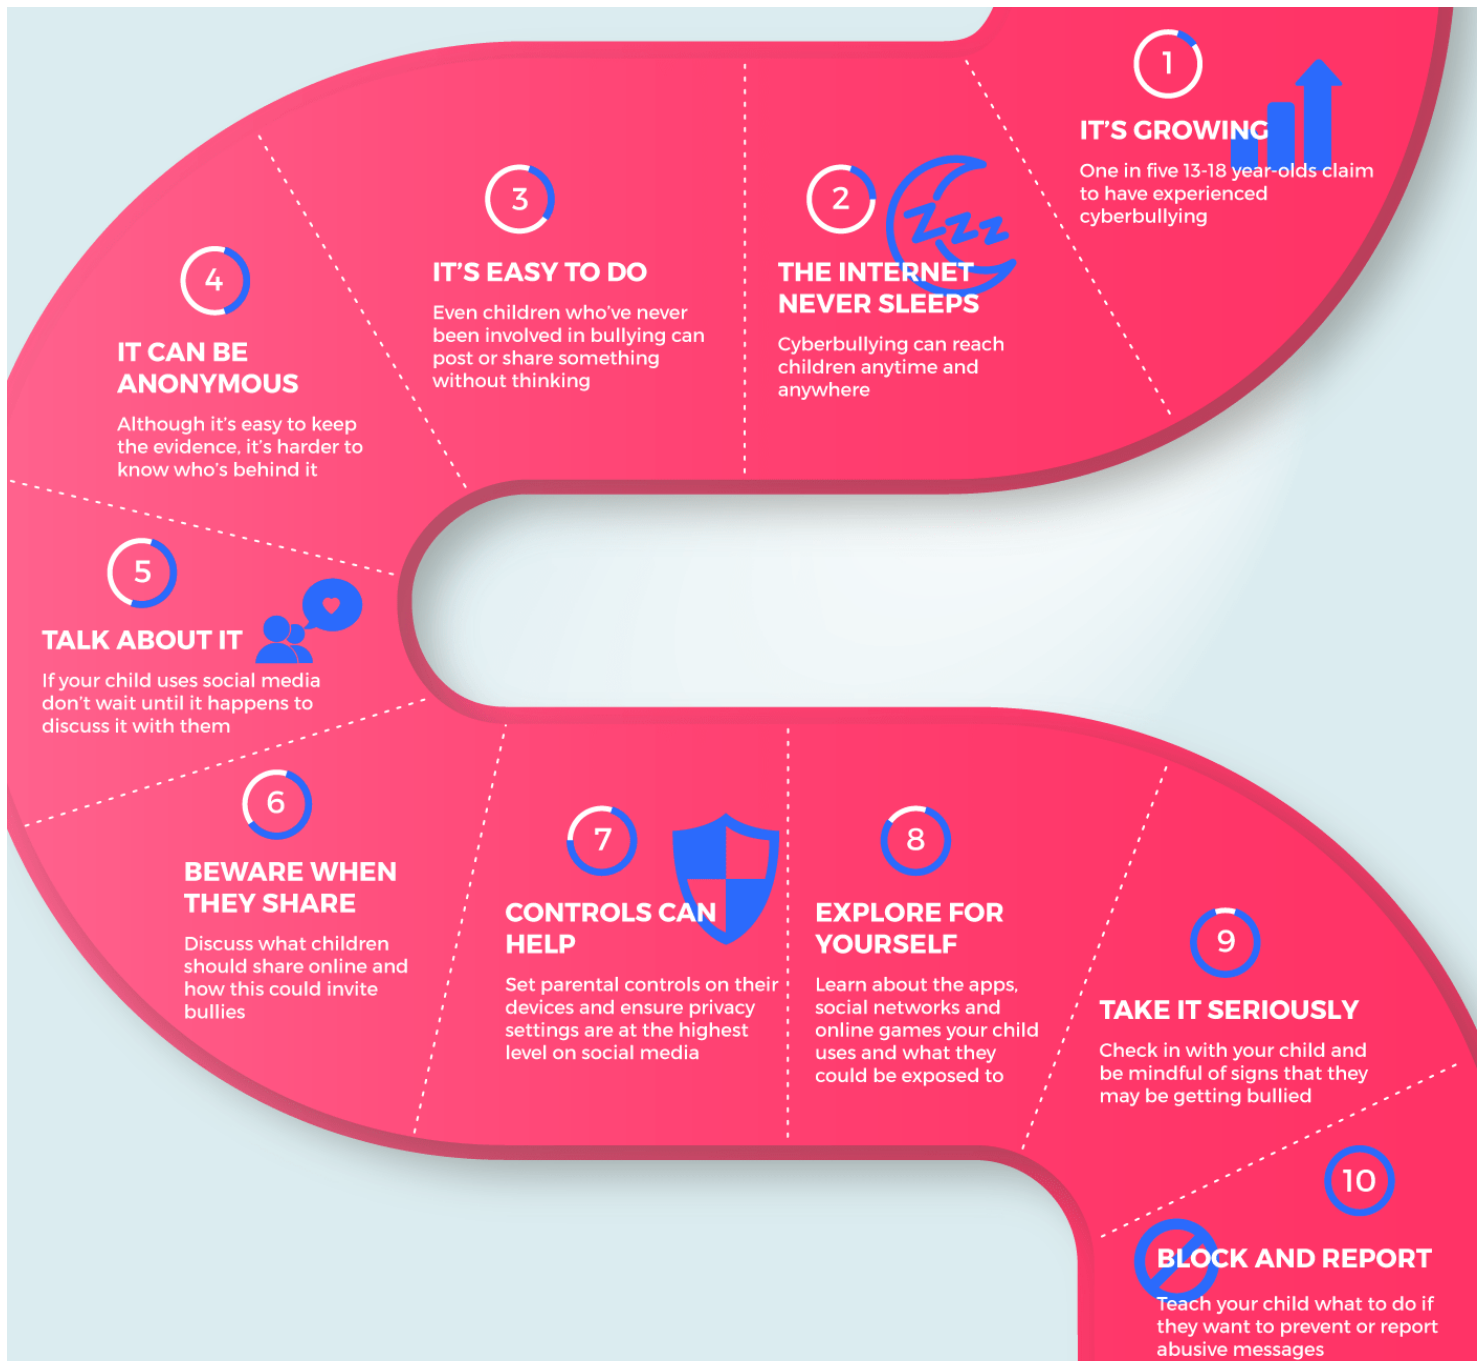 1
IT'S GROWING
One in five 13-18 year-olds claim
to have experienced
cyberbullying
2
THE INTERNET
NEVER SLEEPS
Cyberbullying can reach
children anytime and
anywhere
3
IT'S EASY TO DO
Even children who've never
been involved in bullying can
post or share something
without thinking
4
IT CAN BE
ANONYMOUS
Although it's easy to keep
the evidence, it's harder to
know who's behind it
5
TALK ABOUT IT
If your child uses social media
don't wait until it happens to
discuss it with them
6
BEWARE WHEN
THEY SHARE
Discuss what children
should share online and
how this could invite
bullies
7
CONTROLS CAN
HELP
Set parental controls on their
devices and ensure privacy
settings are at the highest
level on social media
8
EXPLORE FOR
YOURSELF
Learn about the apps,
social networks and
online games your child
uses and what they
could be exposed to
9
TAKE IT SERIOUSLY
Check in with your child and
be mindful of signs that they
may be getting bullied
10
BLOCK AND REPORT
Teach your child what to do if
they want to prevent or report
abusive messages
ZZZ